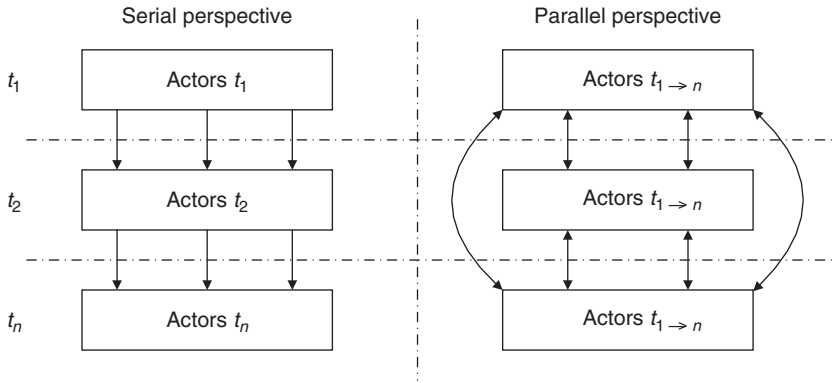 Serial perspective
Parallel perspective
t1
Actors t1
Actors t1 → n
t2
Actors t2
Actors t1 → n
tn
Actors tn
Actors t1 → n